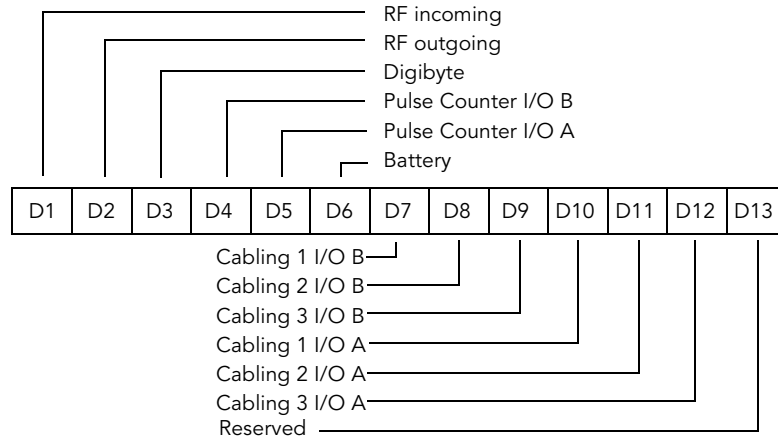 RF incoming
RF outgoing
Digibyte
Pulse Counter I/O B
Pulse Counter I/O A
Battery
D1 D2 D3 D4 D5 D6 D7 D8 D9 D10 D11 D12 D13
Cabling 1 I/O B
Cabling 2 I/O B
Cabling 3 I/O B
Cabling 1 I/O A
Cabling 2 I/O A
Cabling 3 I/O A
Reserved